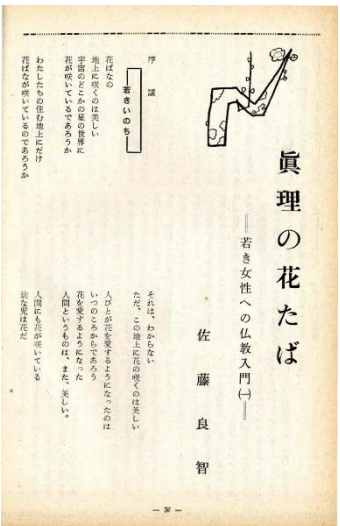 眞理の花たば
==若き女性への仏教入門(一)==
佐藤良智
序
若きいのち
花ばなの
地上に咲くのは美しい
宇宙のどこかの星の世界に
花が咲いているであろうか
わたしたちの住む地上にだけ
花ばなが咲いているのであろうか
それは、わからない
ただ、この地上に花の咲くのは美しい
人びとが花を愛するようになったのは
いつのころからであろう
花を愛するようになった
人間というものは、また、美しい。
人間にも花が咲いている
幼な児は花だ